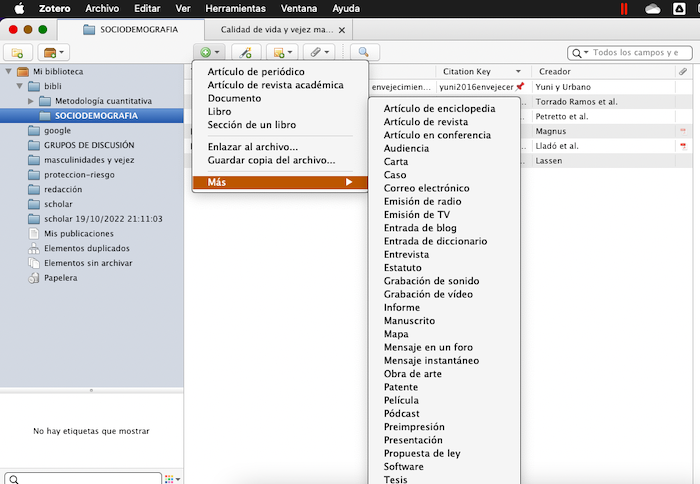 Zotero Archivo Editar Ver Herramientas Ventana Ayuda
SOCIODEMOGRAFIA
Calidad de vida y vejez ma...
Todos los campos y e
Mi biblioteca
bibli
Metodología cuantitativa
SOCIODEMOGRAFIA
google
GRUPOS DE DISCUSIÓN
masculinidades y vejez
proteccion-riesgo
redacción
scholar
scholar 19/10/2022 21:11:03
Mis publicaciones
Elementos duplicados
Elementos sin archivar
Papelera
No hay etiquetas que mostrar
Artículo de periódico
Artículo de revista académica
Documento
Libro
Sección de un libro
Enlazar al archivo...
Guardar copia del archivo...
Más
Citation Key
Creador
envejecimien...
yuni2016envejecer
Yuni y Urbano
Torrado Ramos et al.
Petretto et al.
Magnus
Lladó et al.
Lassen
Artículo de enciclopedia
Artículo de revista
Artículo en conferencia
Audiencia
Carta
Caso
Correo electrónico
Emisión de radio
Emisión de TV
Entrada de blog
Entrada de diccionario
Entrevista
Estatuto
Grabación de sonido
Grabación de vídeo
Informe
Manuscrito
Mapa
Mensaje en un foro
Mensaje instantáneo
Obra de arte
Patente
Película
Pódcast
Preimpresión
Presentación
Propuesta de ley
Software
Tesis